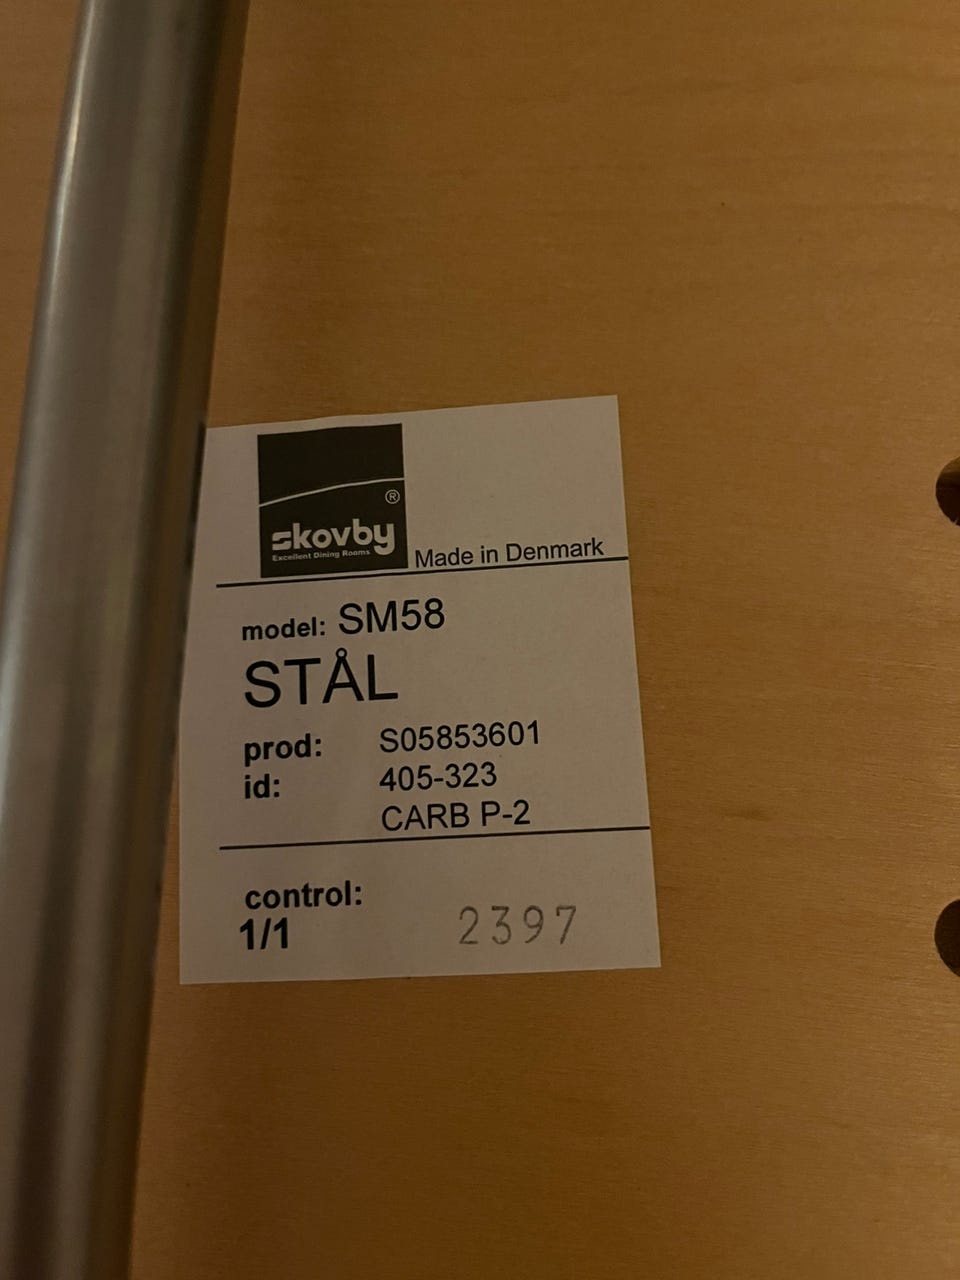 skovby®
Excellent Dining Rooms
Made in Denmark
model: SM58
STÅL
prod: S05853601
id: 405-323
CARB P-2
control:
1/1 2397